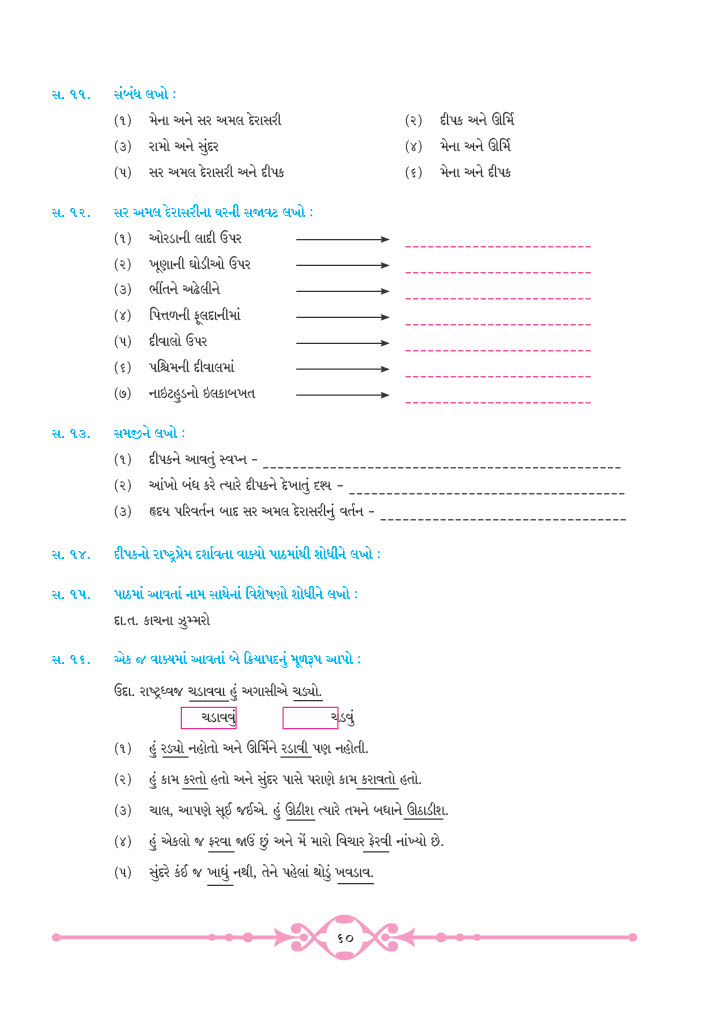 સ. ૧૧. સંબંધ લખો :
(૧) મેના અને સર અમલ દેરાસરી (૨) દીપક અને ઊર્મિ
(૩) રામો અને સુંદર (૪) મેના અને ઊર્મિ
(૫) સર અમલ દેરાસરી અને દીપક (૬) મેના અને દીપક
સ. ૧૨. સર અમલ દેરાસરીના ઘરની સજાવટ લખો :
(૧) ઓરડાની લાદી ઉપર
(૨) ખૂણાની ઘોડીઓ ઉપર
(૩) ભીંતને અઢેલીને
(૪) પિત્તળની ફૂલદાનીમાં
(૫) દીવાલો ઉપર
(૬) પશ્ચિમની દીવાલમાં
(૭) નાઇટહુડનો ઇલકાબખત
સ. ૧૩. સમજીને લખો :
(૧) દીપકને આવતું સ્વપ્ન -
(૨) આંખો બંધ કરે ત્યારે દીપકને દેખાતું દૃશ્ય -
(૩) હૃદય પરિવર્તન બાદ સર અમલ દેરાસરીનું વર્તન -
સ. ૧૪. દીપકનો રાષ્ટ્રપ્રેમ દર્શાવતા વાક્યો પાઠમાંથી શોધીને લખો :
સ. ૧૫. પાઠમાં આવતાં નામ સાથેનાં વિશેષણો શોધીને લખો :
દા.ત. કાચના ઝુમ્મરો
સ. ૧૬. એક જ વાક્યમાં આવતાં બે ક્રિયાપદનું મૂળરૂપ આપો :
ઉદા. રાષ્ટ્રધ્વજ ચડાવવા હું અગાસીએ ચડ્યો.
ચડાવવું ચડવું
(૧) હું રડ્યો નહોતો અને ઊર્મિને રડાવી પણ નહોતી.
(૨) હું કામ કરતો હતો અને સુંદર પાસે પરાણે કામ કરાવતો હતો.
(૩) ચાલ, આપણે સૂઈ જઈએ. હું ઊઠીશ ત્યારે તમને બધાને ઊઠાડીશ.
(૪) હું એકલો જ ફરવા જાઉં છું અને મેં મારો વિચાર ફેરવી નાંખ્યો છે.
(૫) સુંદરે કંઈ જ ખાધું નથી, તેને પહેલાં થોડું ખવડાવ.
૬૦